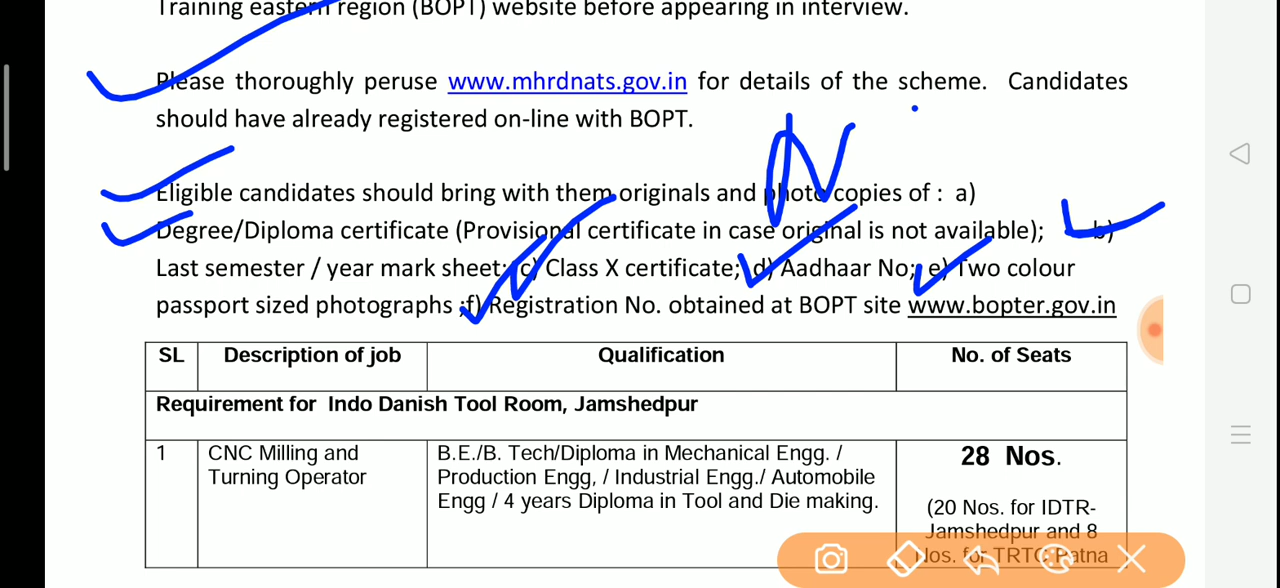 Training eastern region (BOPT) website before appearing in interview.
Please thoroughly peruse www.mhrdnats.gov.in for details of the scheme. Candidates
should have already registered on-line with BOPT.
Eligible candidates should bring with them originals and photo copies of : a)
Degree/Diploma certificate (Provisional certificate in case original is not available); b)
Last semester / year mark sheet; (c) Class X certificate; d) Aadhaar No; e) Two colour
passport sized photographs ;f) Registration No. obtained at BOPT site www.bopter.gov.in
SL Description of job Qualification No. of Seats
Requirement for Indo Danish Tool Room, Jamshedpur
1 CNC Milling and B.E./B. Tech/Diploma in Mechanical Engg. / 28 Nos.
Turning Operator Production Engg, / Industrial Engg./ Automobile
Engg / 4 years Diploma in Tool and Die making. (20 Nos. for IDTR-
Jamshedpur and 8
Nos. for TRTC Patna